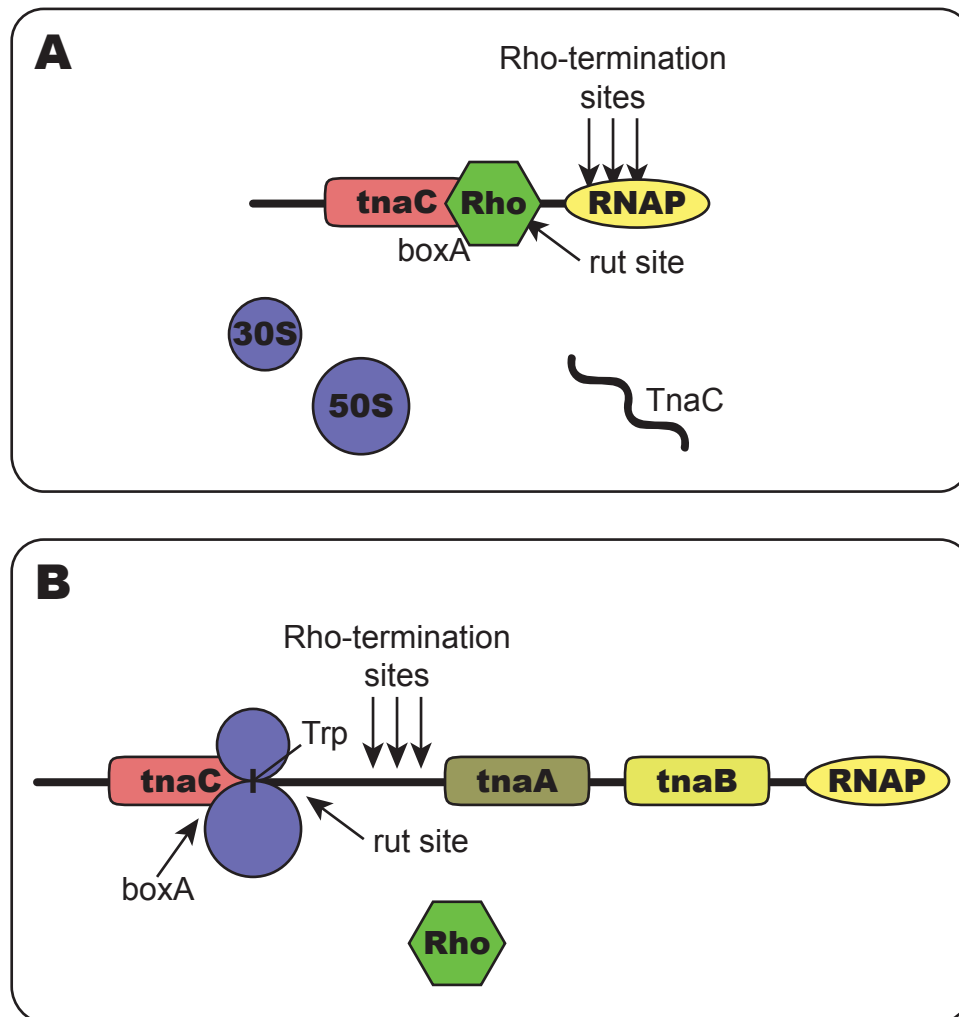 A
Rho-termination
sites
tnaC
Rho
RNAP
boxA
rut site
30S
50S
TnaC
B
Rho-termination
sites
Trp
tnaC
tnaA
tnaB
RNAP
rut site
boxA
Rho